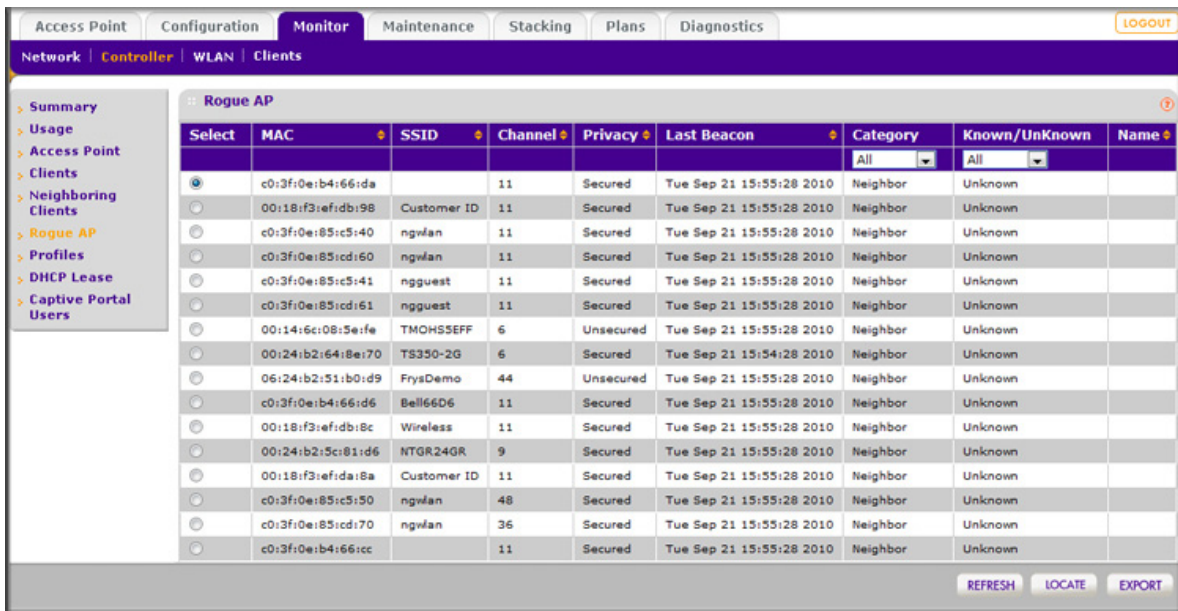 Access Point Configuration Monitor Maintenance Stacking Plans Diagnostics LOGOUT
Network | Controller | WLAN | Clients
Summary
Usage
Access Point
Clients
Neighboring
Clients
Rogue AP
Profiles
DHCP Lease
Captive Portal
Users
Rogue AP ?
Select MAC SSID Channel Privacy Last Beacon Category Known/UnKnown Name
All All
c0:3f:0e:b4:66:da 11 Secured Tue Sep 21 15:55:28 2010 Neighbor Unknown
00:18:f3:ef:db:98 Customer ID 11 Secured Tue Sep 21 15:55:28 2010 Neighbor Unknown
c0:3f:0e:85:c5:40 ngwlan 11 Secured Tue Sep 21 15:55:28 2010 Neighbor Unknown
c0:3f:0e:85:cd:60 ngwlan 11 Secured Tue Sep 21 15:55:28 2010 Neighbor Unknown
c0:3f:0e:85:c5:41 ngguest 11 Secured Tue Sep 21 15:55:28 2010 Neighbor Unknown
c0:3f:0e:85:cd:61 ngguest 11 Secured Tue Sep 21 15:55:28 2010 Neighbor Unknown
00:14:6c:08:5e:fe TMOHS5EFF 6 Unsecured Tue Sep 21 15:55:28 2010 Neighbor Unknown
00:24:b2:64:8e:70 TS350-2G 6 Secured Tue Sep 21 15:54:28 2010 Neighbor Unknown
06:24:b2:51:b0:d9 FrysDemo 44 Unsecured Tue Sep 21 15:55:28 2010 Neighbor Unknown
c0:3f:0e:b4:66:d6 Bell66D6 11 Secured Tue Sep 21 15:55:28 2010 Neighbor Unknown
00:18:f3:ef:db:8c Wireless 11 Secured Tue Sep 21 15:55:28 2010 Neighbor Unknown
00:24:b2:5c:81:d6 NTGR24GR 9 Secured Tue Sep 21 15:55:28 2010 Neighbor Unknown
00:18:f3:ef:da:8a Customer ID 11 Secured Tue Sep 21 15:55:28 2010 Neighbor Unknown
c0:3f:0e:85:c5:50 ngwlan 48 Secured Tue Sep 21 15:55:28 2010 Neighbor Unknown
c0:3f:0e:85:cd:70 ngwlan 36 Secured Tue Sep 21 15:55:28 2010 Neighbor Unknown
c0:3f:0e:b4:66:cc 11 Secured Tue Sep 21 15:55:28 2010 Neighbor Unknown
REFRESH LOCATE EXPORT